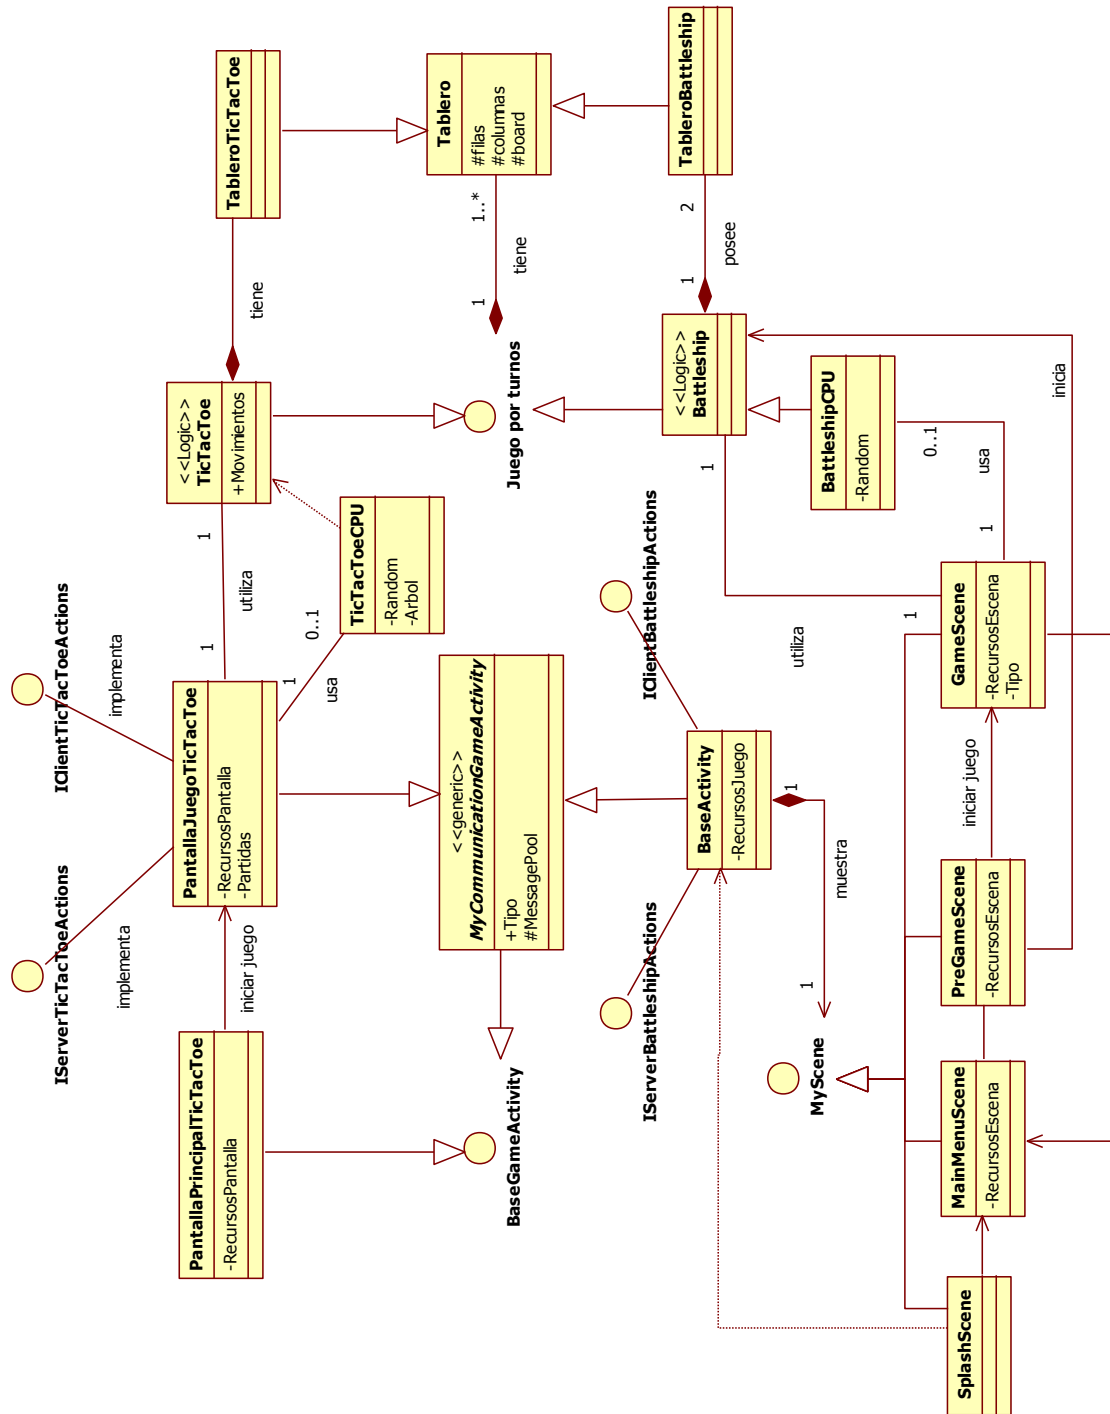 IServerTicTacToeActions
IClientTicTacToeActions
implementa
implementa
PantallaPrincipalTicTacToe
-RecursosPantalla
iniciar juego
PantallaJuegoTicTacToe
-RecursosPantalla
-Partidas
1
utiliza
1
<<Logic>>
TicTacToe
+Movimientos
tiene
TableroTicTacToe
1
usa
0..1
TicTacToeCPU
-Random
-Arbol
BaseGameActivity
<<generic>>
MyCommunicationGameActivity
+Tipo
#MessagePool
Juego por turnos
1
tiene
1..*
Tablero
#filas
#columnas
#board
IServerBattleshipActions
IClientBattleshipActions
BaseActivity
-RecursosJuego
1
muestra
1
MyScene
utiliza
1
1
<<Logic>>
Battleship
1
posee
2
TableroBattleship
BattleshipCPU
-Random
0..1
usa
1
SplashScene
MainMenuScene
-RecursosEscena
PreGameScene
-RecursosEscena
iniciar juego
GameScene
-RecursosEscena
-Tipo
inicia